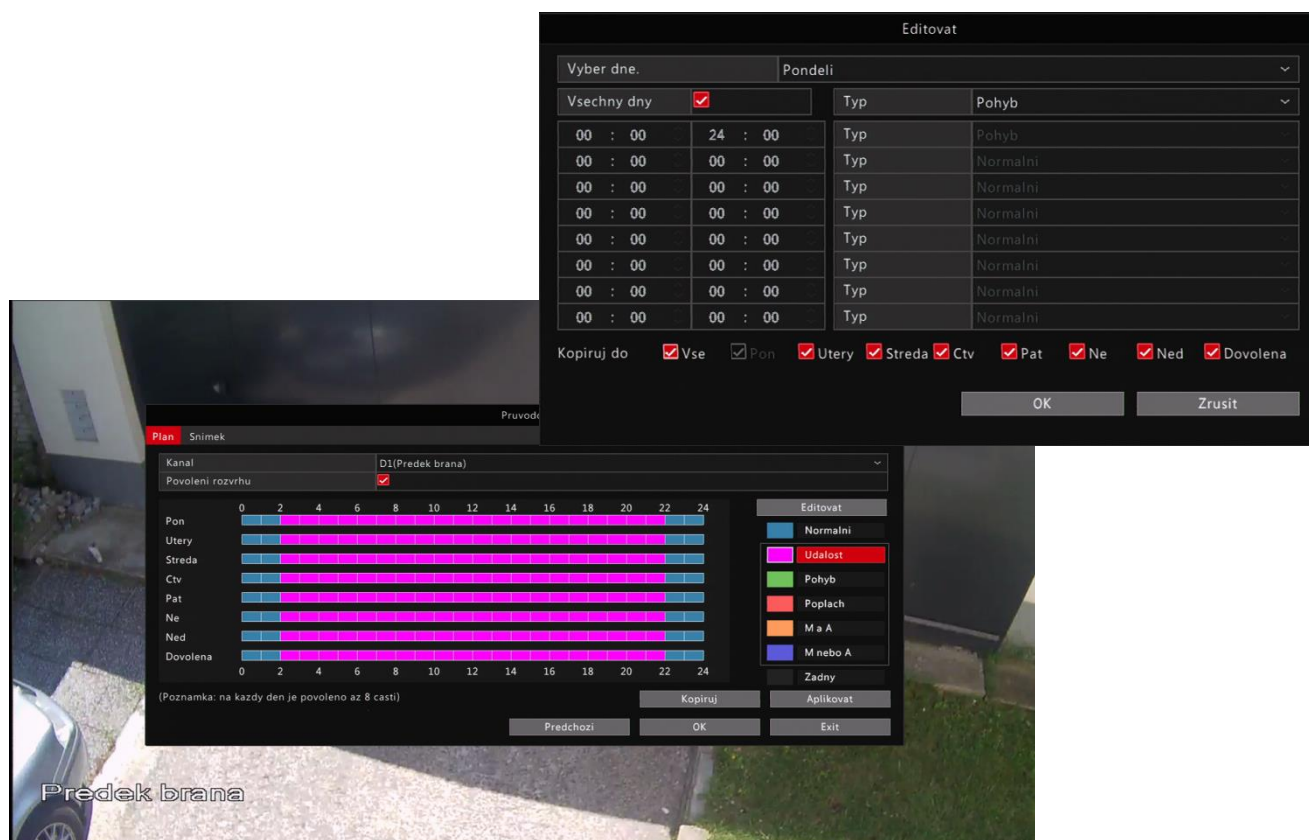 Editovat
Vyber dne. Pondeli
Vsechny dny Typ Pohyb
00 : 00 24 : 00 Typ Pohyb
00 : 00 00 : 00 Typ Normalni
00 : 00 00 : 00 Typ Normalni
00 : 00 00 : 00 Typ Normalni
00 : 00 00 : 00 Typ Normalni
00 : 00 00 : 00 Typ Normalni
00 : 00 00 : 00 Typ Normalni
00 : 00 00 : 00 Typ Normalni
Kopiruj do Vse Pon Utery Streda Ctv Pat Ne Ned Dovolena
OK Zrusit
Plan Snimek
Kanal D1(Predek brana)
Povoleni rozvrhu
0 2 4 6 8 10 12 14 16 18 20 22 24 Editovat
Pon Normalni
Utery
Streda Udalost
Ctv Pohyb
Pat Poplach
Ne M a A
Ned
Dovolena M nebo A
0 2 4 6 8 10 12 14 16 18 20 22 24 Zadny
(Poznamka: na kazdy den je povoleno az 8 casti) Kopiruj Aplikovat
Predchozi OK Exit
Predek brana